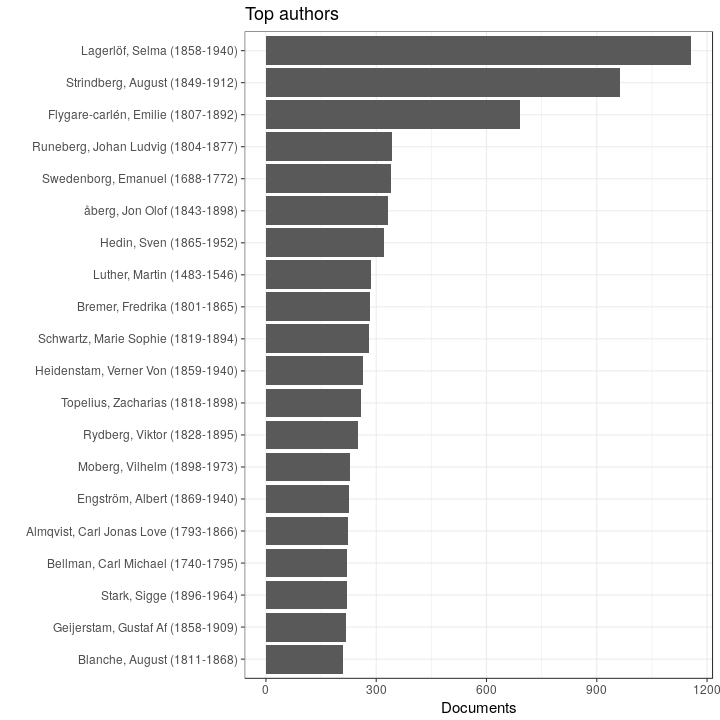 Top authors
Lagerlöf, Selma (1858-1940)
Strindberg, August (1849-1912)
Flygare-carlén, Emilie (1807-1892)
Runeberg, Johan Ludvig (1804-1877)
Swedenborg, Emanuel (1688-1772)
åberg, Jon Olof (1843-1898)
Hedin, Sven (1865-1952)
Luther, Martin (1483-1546)
Bremer, Fredrika (1801-1865)
Schwartz, Marie Sophie (1819-1894)
Heidenstam, Verner Von (1859-1940)
Topelius, Zacharias (1818-1898)
Rydberg, Viktor (1828-1895)
Moberg, Vilhelm (1898-1973)
Engström, Albert (1869-1940)
Almqvist, Carl Jonas Love (1793-1866)
Bellman, Carl Michael (1740-1795)
Stark, Sigge (1896-1964)
Geijerstam, Gustaf Af (1858-1909)
Blanche, August (1811-1868)
0 300 600 900 1200
Documents